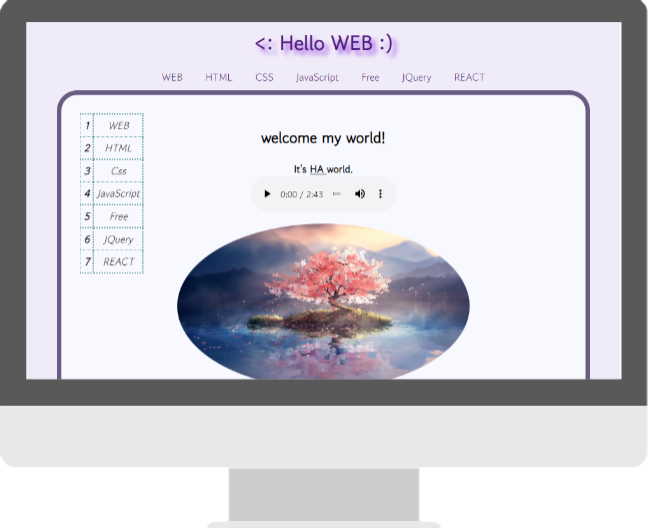 <: Hello WEB :)
WEB HTML CSS JavaScript Free JQuery REACT
1 WEB
2 HTML
3 Css
4 JavaScript
5 Free
6 JQuery
7 REACT
welcome my world!
It's HA world.
0:00 / 2:43